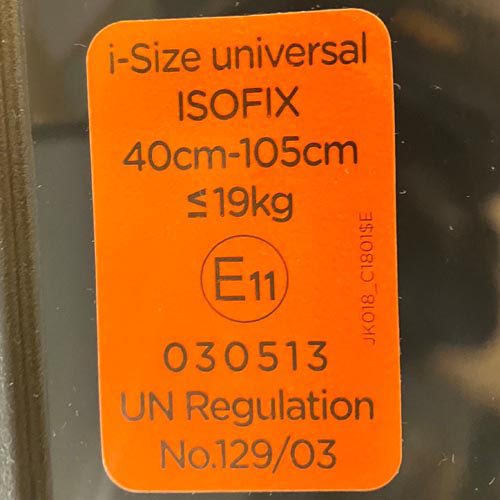 i-Size universal
ISOFIX
40cm-105cm
≤19kg
E11
030513
UN Regulation
No.129/03
JK018_C1801$E